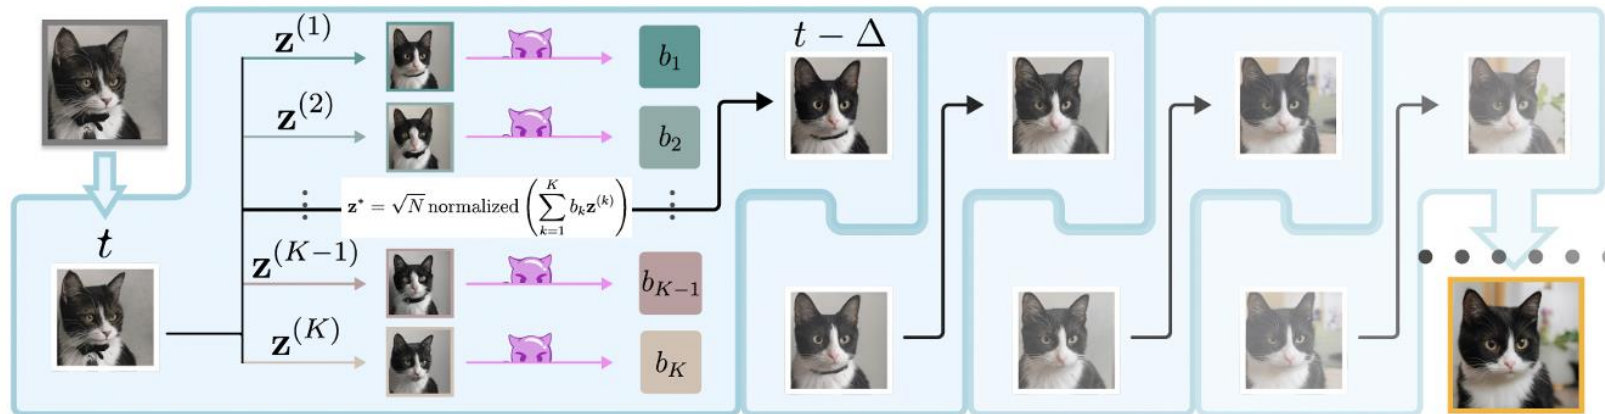 z^(1)
b_1
t − Δ
z^(2)
b_2
z* = √N normalized ( ∑_{k=1}^{K} b_k z^(k) )
t
z^(K−1)
b_{K−1}
z^(K)
b_K